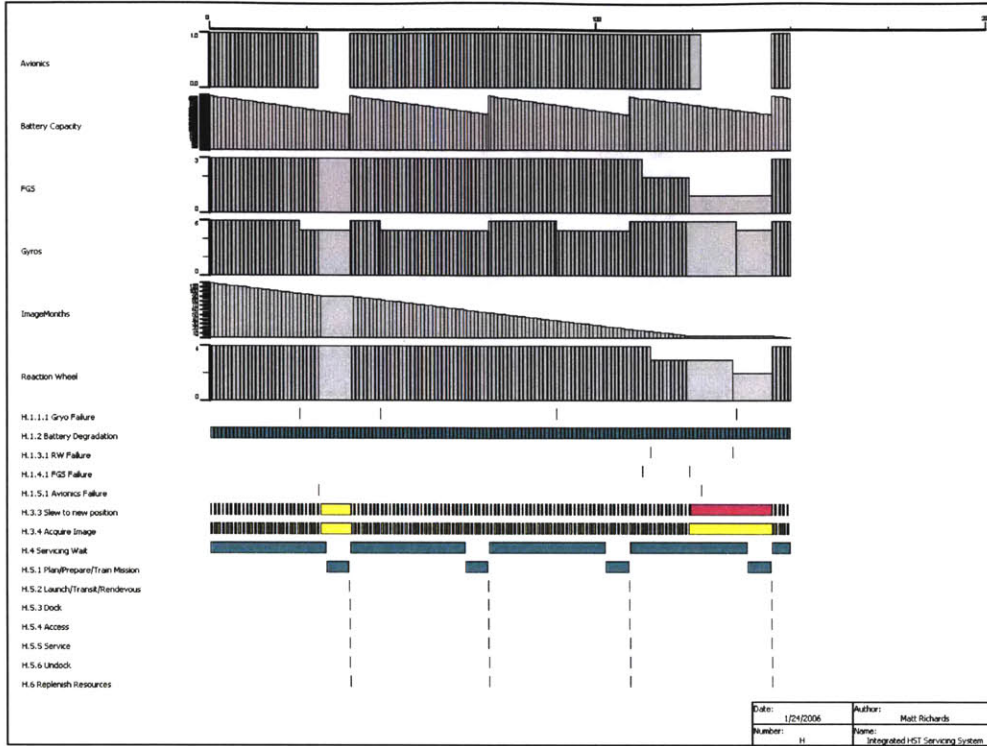 0 100 20
Avionics 1.0 0.0
Battery Capacity
FGS 3 0
Gyros 6 0
ImageMonths
Reaction Wheel 4 0
H.1.1.1 Gryo Failure
H.1.2 Battery Degradation
H.1.3.1 RW Failure
H.1.4.1 FGS Failure
H.1.5.1 Avionics Failure
H.3.3 Slew to new position
H.3.4 Acquire Image
H.4 Servicing Wait
H.5.1 Plan/Prepare/Train Mission
H.5.2 Launch/Transit/Rendevous
H.5.3 Dock
H.5.4 Access
H.5.5 Service
H.5.6 Undock
H.6 Replenish Resources
Date: Author:
1/24/2006 Matt Richards
Number: Name:
H Integrated HST Servicing System